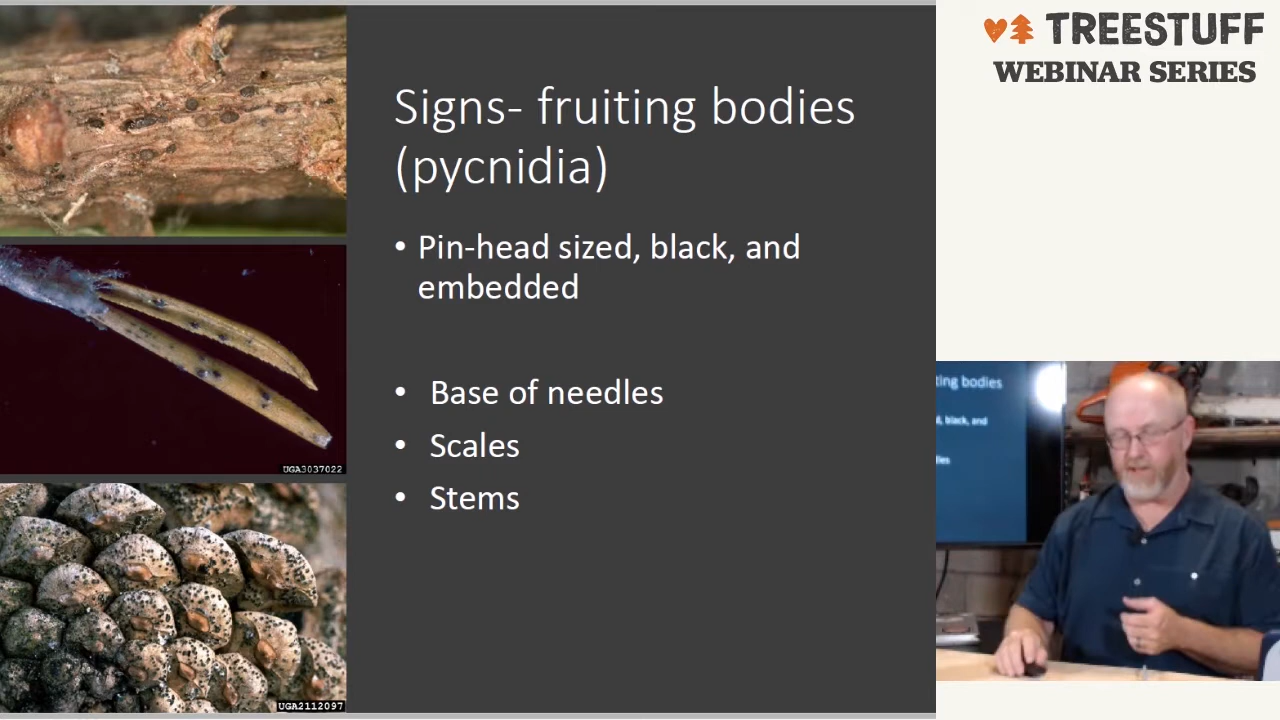 Signs- fruiting bodies
(pycnidia)
• Pin-head sized, black, and
embedded
• Base of needles
• Scales
• Stems
UGA3037022
UGA2112097
TREESTUFF
WEBINAR SERIES
ting bodies
d, black, and
dles